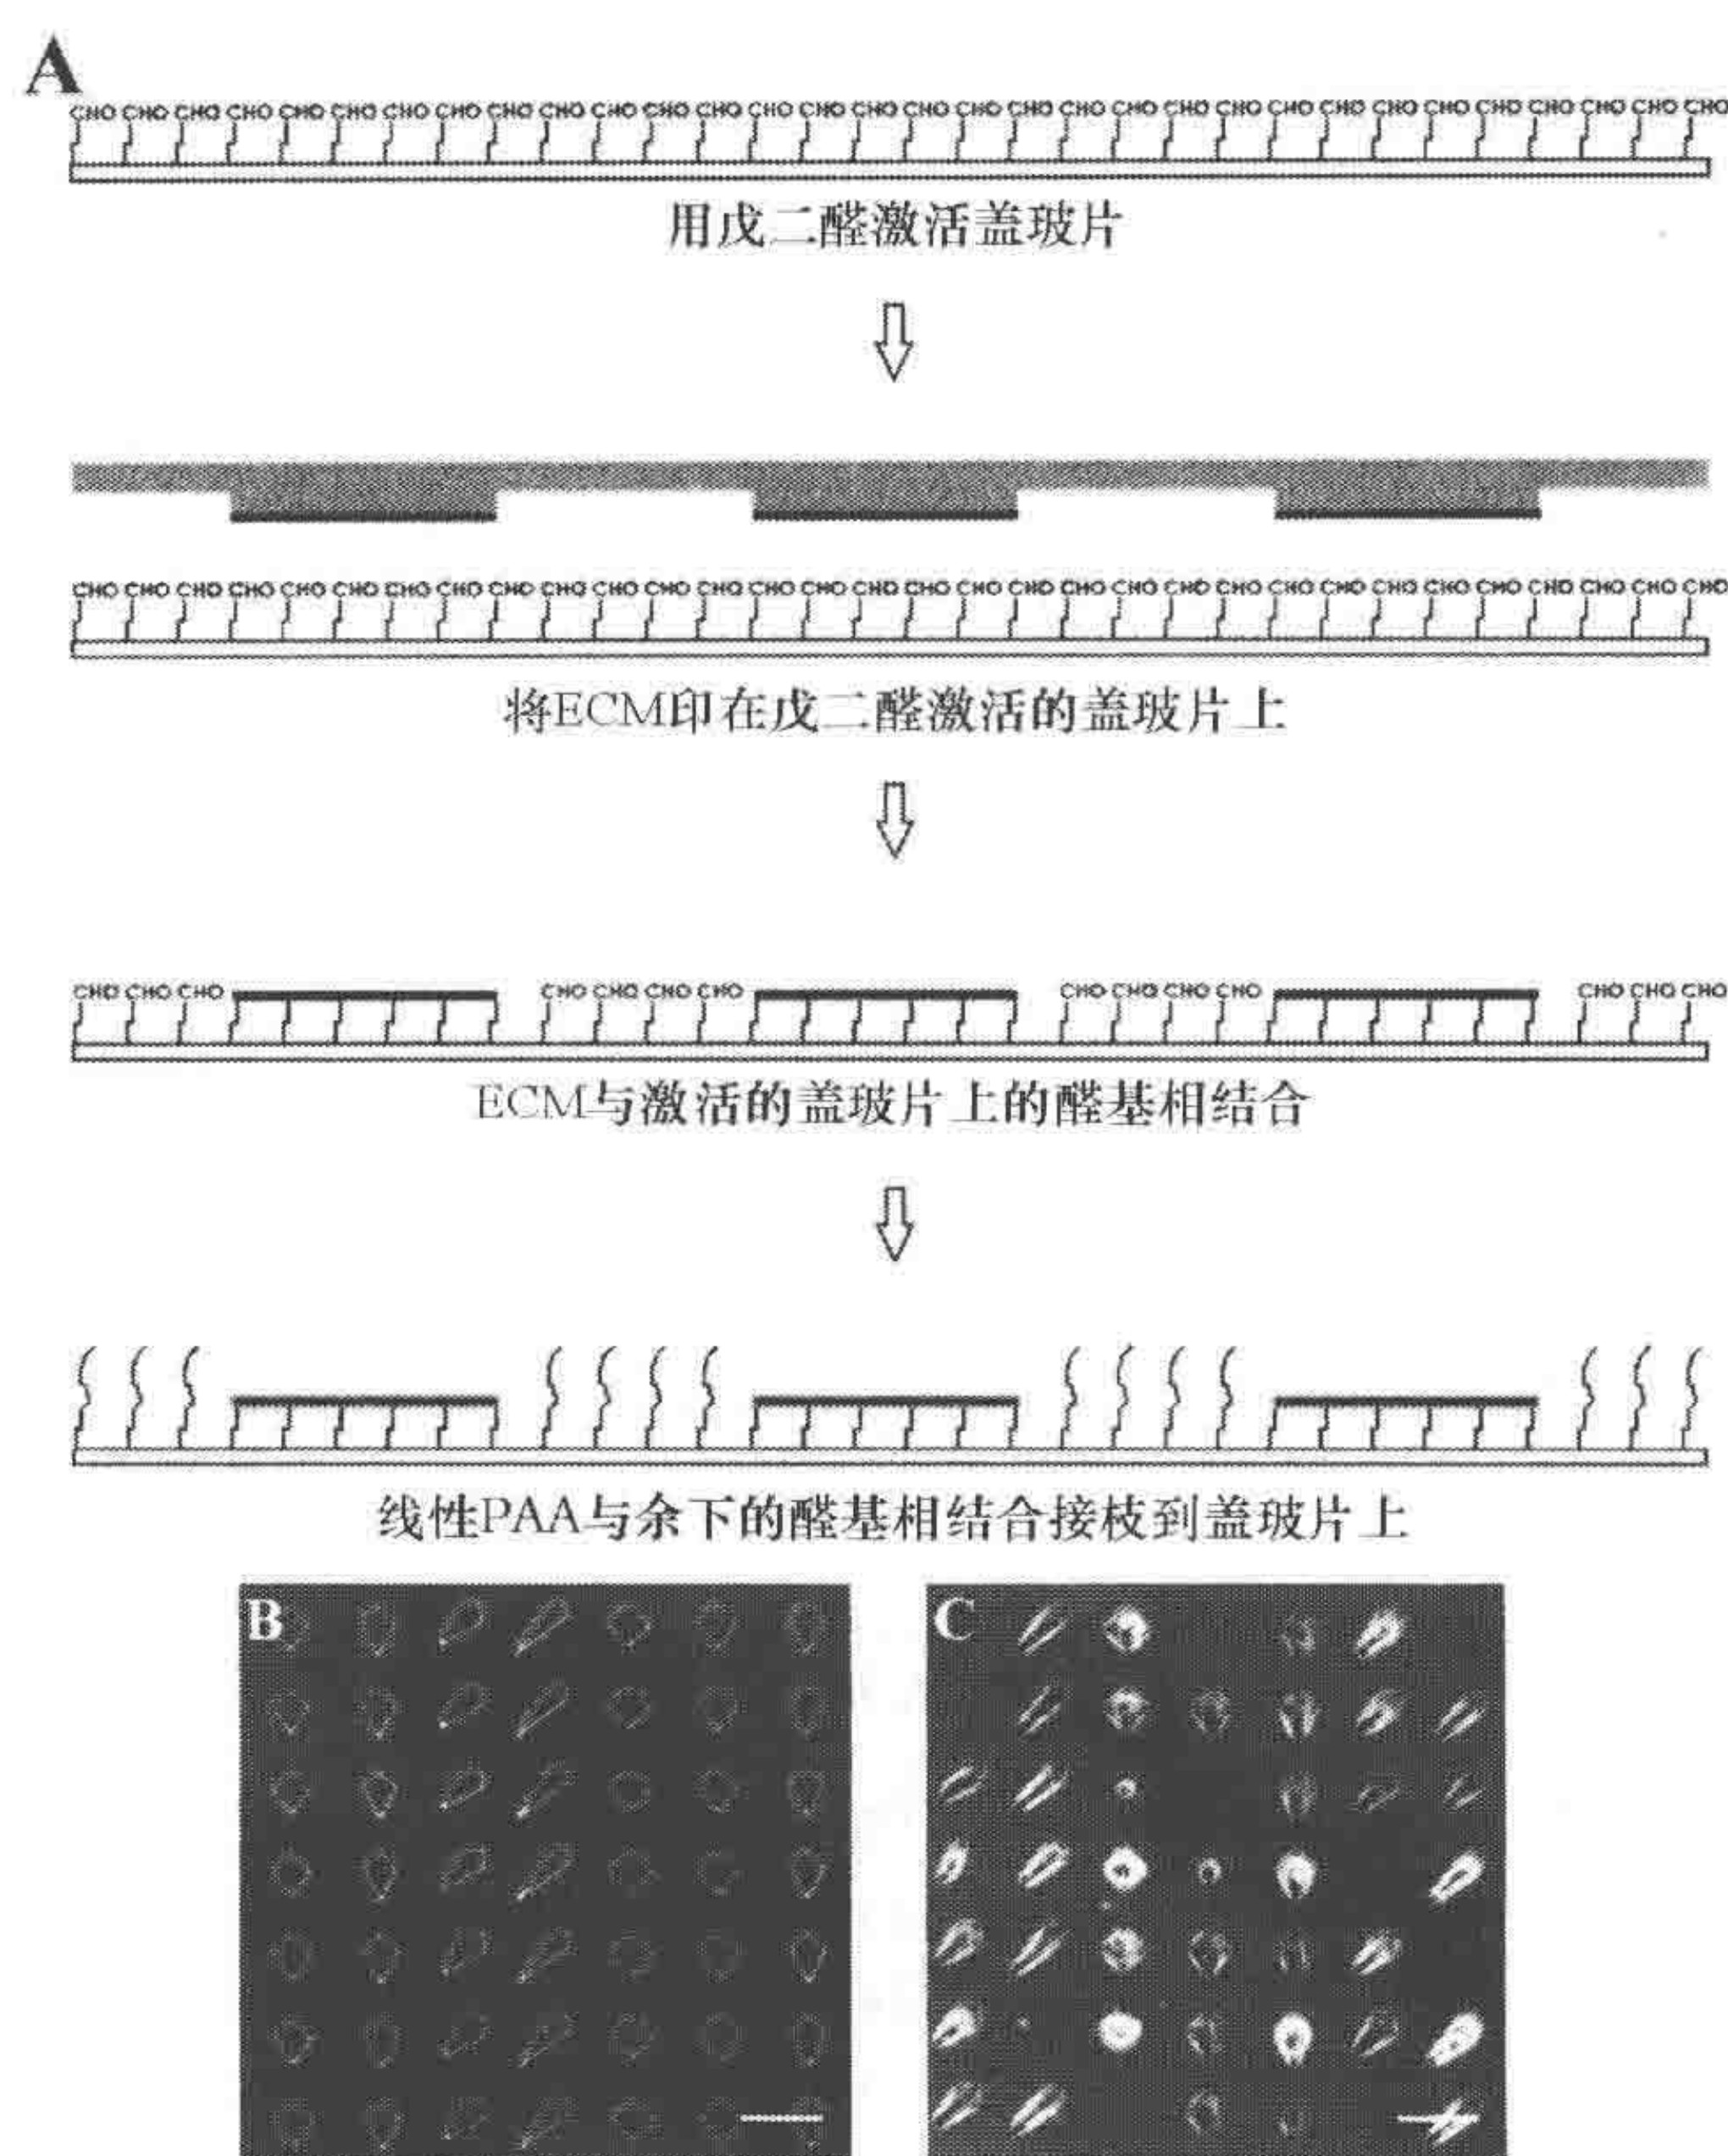 A
CHO CHO CHO CHO CHO CHO CHO CHO CHO CHO CHO CHO CHO CHO CHO CHO CHO CHO CHO CHO CHO CHO CHO CHO CHO CHO CHO CHO CHO CHO CHO CHO
用戊二醛激活盖玻片
CHO CHO CHO CHO CHO CHO CHO CHO CHO CHO CHO CHO CHO CHO CHO CHO CHO CHO CHO CHO CHO CHO CHO CHO CHO CHO CHO CHO CHO CHO CHO CHO
将ECM印在戊二醛激活的盖玻片上
CHO CHO CHO CHO CHO CHO CHO CHO CHO CHO CHO CHO CHO CHO
ECM与激活的盖玻片上的醛基相结合
线性PAA与余下的醛基相结合接枝到盖玻片上
B C